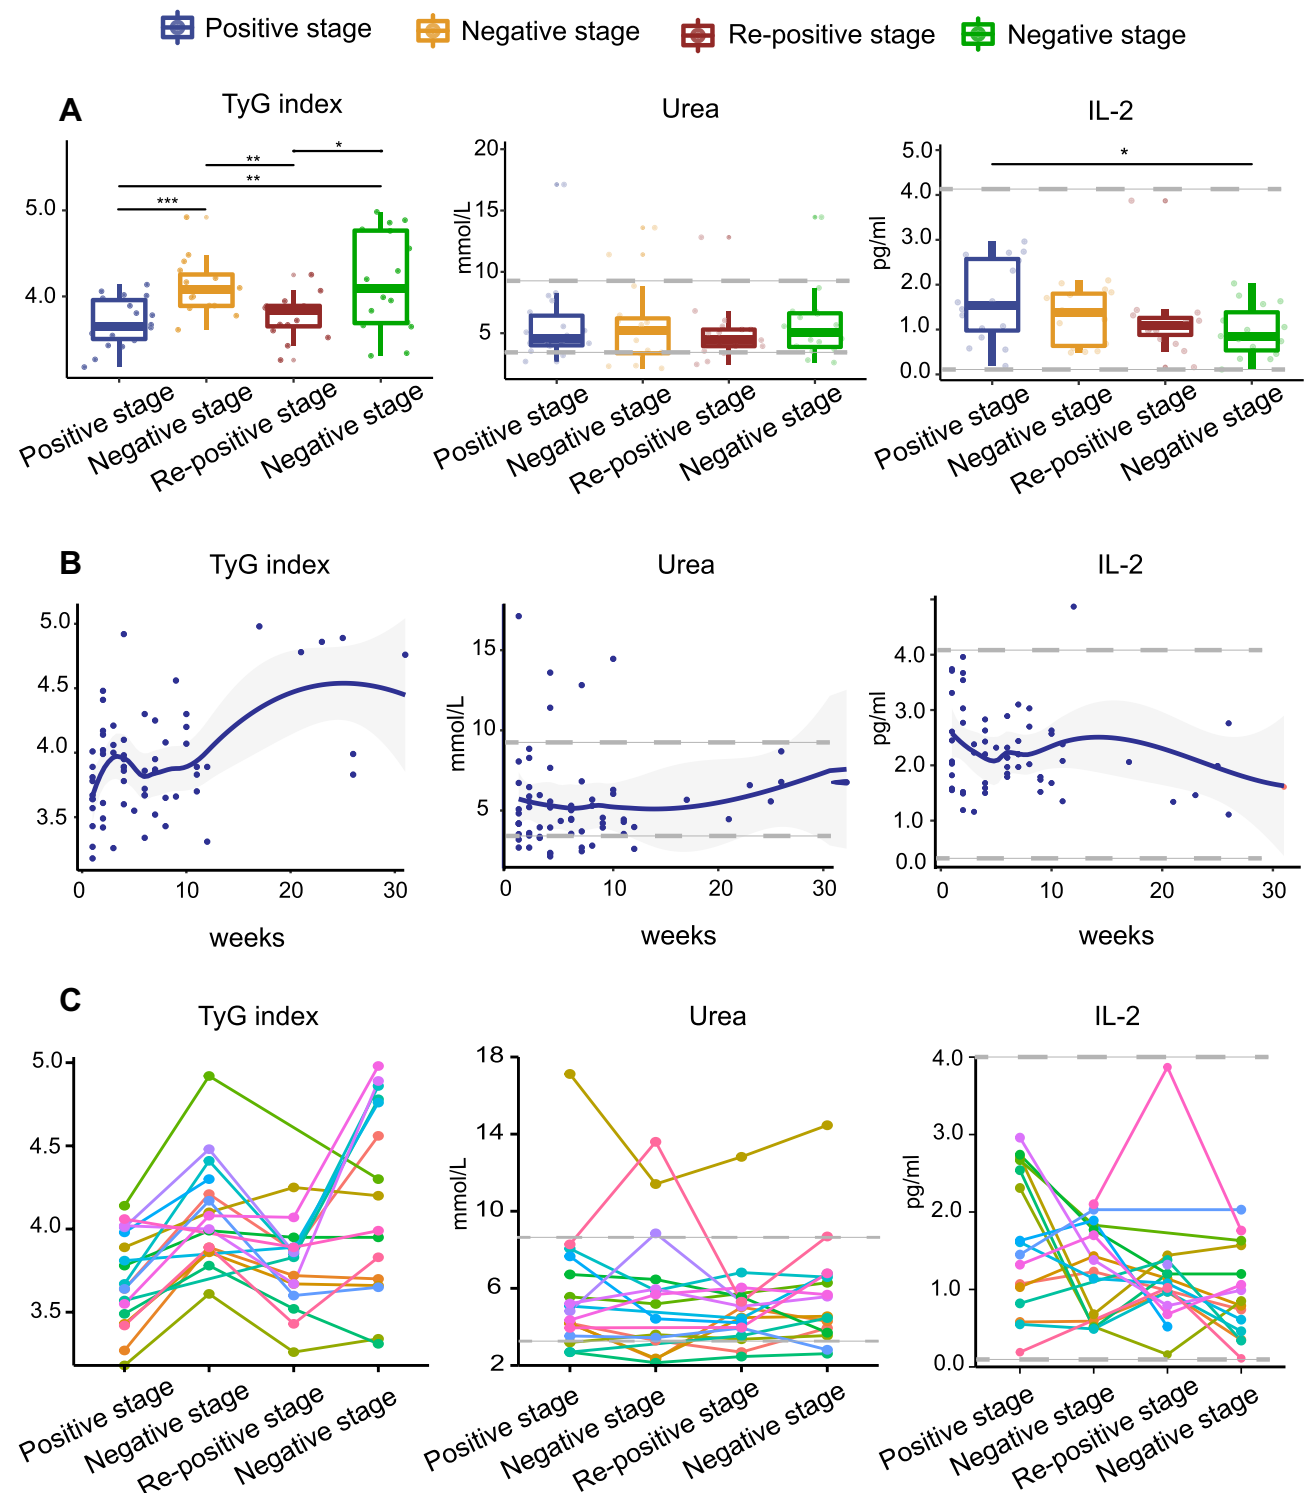 Positive stage Negative stage Re-positive stage Negative stage
A
TyG index
***
**
**
*
5.0
4.0
Positive stage
Negative stage
Re-positive stage
Negative stage
Urea
mmol/L
20
15
10
5
Positive stage
Negative stage
Re-positive stage
Negative stage
IL-2
pg/ml
*
5.0
4.0
3.0
2.0
1.0
0.0
Positive stage
Negative stage
Re-positive stage
Negative stage
B
TyG index
5.0
4.5
4.0
3.5
0 10 20 30
weeks
Urea
mmol/L
15
10
5
0 10 20 30
weeks
IL-2
pg/ml
4.0
3.0
2.0
1.0
0.0
0 10 20 30
weeks
C
TyG index
5.0
4.5
4.0
3.5
Positive stage
Negative stage
Re-positive stage
Negative stage
Urea
mmol/L
18
14
10
6
2
Positive stage
Negative stage
Re-positive stage
Negative stage
IL-2
pg/ml
4.0
3.0
2.0
1.0
0.0
Positive stage
Negative stage
Re-positive stage
Negative stage